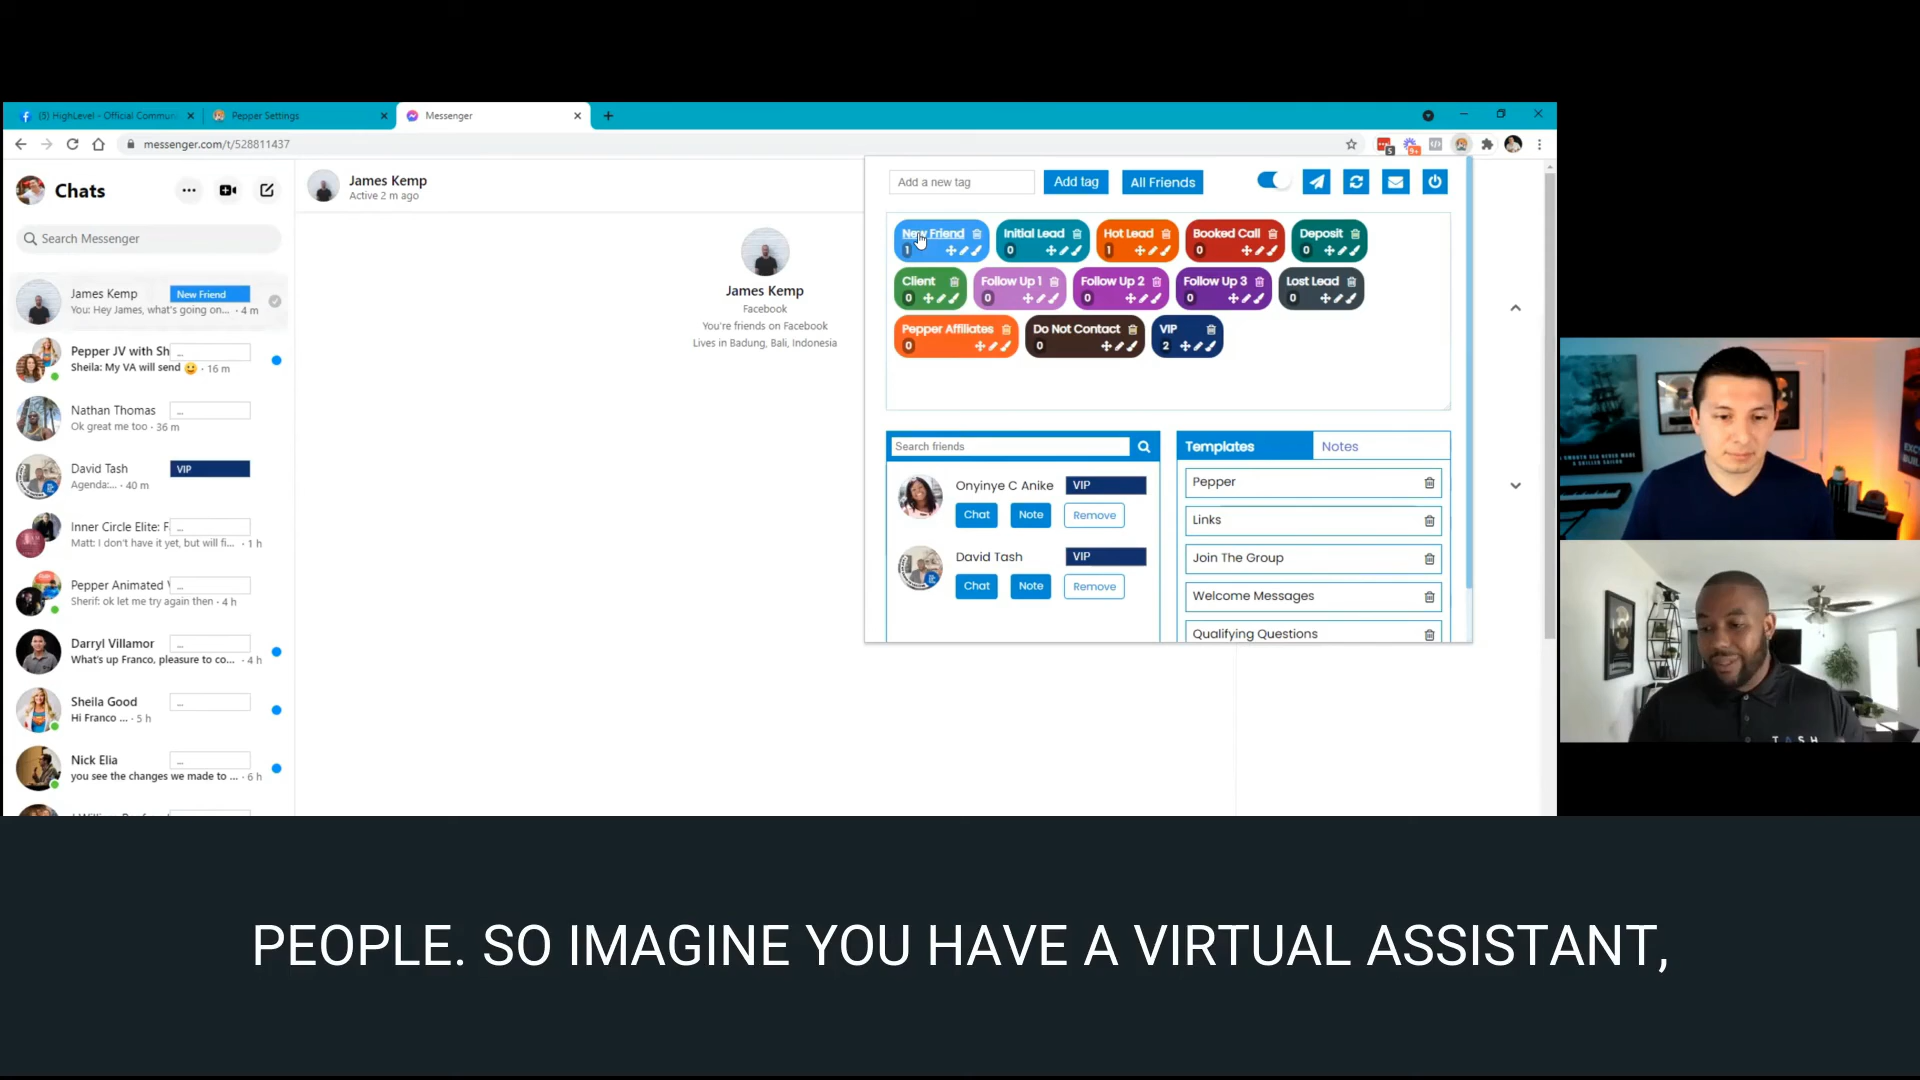 (3) HighLevel - Official Commun
Pepper Settings
Messenger
messenger.com/t/528811437
5
9+
Chats
Search Messenger
James Kemp
New Friend
You: Hey James, what's going on... · 4 m
Pepper JV with Sh
...
Sheila: My VA will send 😃 · 16 m
Nathan Thomas
...
Ok great me too · 36 m
David Tash
VIP
Agenda:... · 40 m
Inner Circle Elite: F
...
Matt: I don't have it yet, but will fi... · 1 h
Pepper Animated
...
Sherif: ok let me try again then · 4 h
Darryl Villamor
...
What's up Franco, pleasure to co... · 4 h
Sheila Good
...
Hi Franco ... · 5 h
Nick Elia
...
you see the changes we made to ... · 6 h
James Kemp
Active 2 m ago
James Kemp
Facebook
You're friends on Facebook
Lives in Badung, Bali, Indonesia
Add a new tag
Add tag
All Friends
New Friend
1
Initial Lead
0
Hot Lead
1
Booked Call
0
Deposit
0
Client
0
Follow Up 1
0
Follow Up 2
0
Follow Up 3
0
Lost Lead
0
Pepper Affiliates
0
Do Not Contact
0
VIP
2
Search friends
Onyinye C Anike
VIP
Chat
Note
Remove
David Tash
VIP
Chat
Note
Remove
Templates
Notes
Pepper
Links
Join The Group
Welcome Messages
Qualifying Questions
TASH
PEOPLE. SO IMAGINE YOU HAVE A VIRTUAL ASSISTANT,